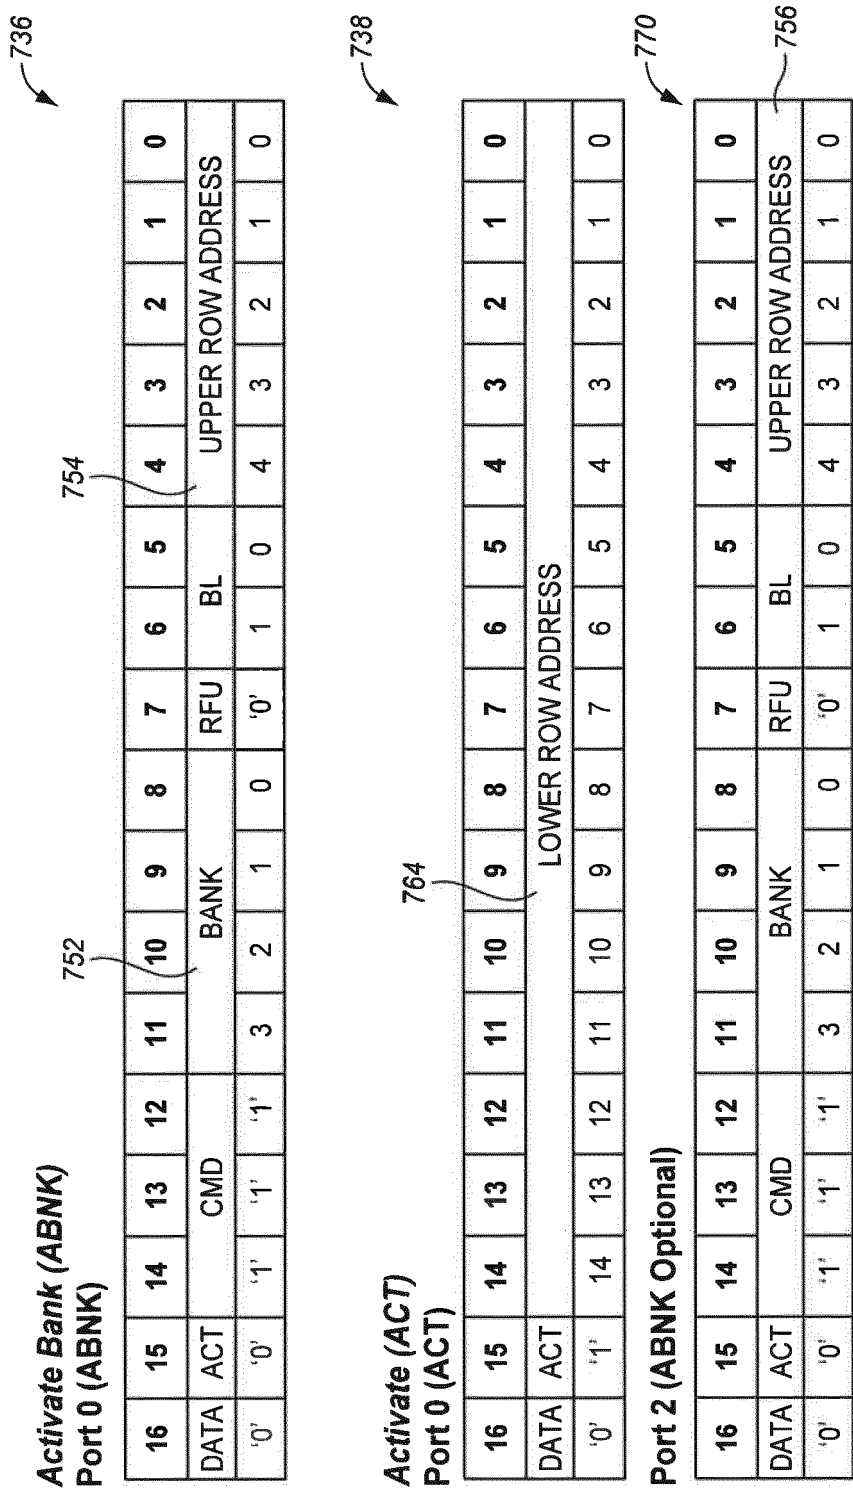 736
Activate Bank (ABNK)
Port 0 (ABNK)
752
754
16 15 14 13 12 11 10 9 8 7 6 5 4 3 2 1 0
DATA ACT CMD BANK RFU BL UPPER ROW ADDRESS
'0' '0' '1' '1' '1' 3 2 1 0 '0' 1 0 4 3 2 1 0
738
Activate (ACT)
Port 0 (ACT)
764
16 15 14 13 12 11 10 9 8 7 6 5 4 3 2 1 0
DATA ACT LOWER ROW ADDRESS
'0' '1' 14 13 12 11 10 9 8 7 6 5 4 3 2 1 0
770
Port 2 (ABNK Optional)
16 15 14 13 12 11 10 9 8 7 6 5 4 3 2 1 0
DATA ACT CMD BANK RFU BL UPPER ROW ADDRESS
756
'0' '0' '1' '1' '1' 3 2 1 0 '0' 1 0 4 3 2 1 0